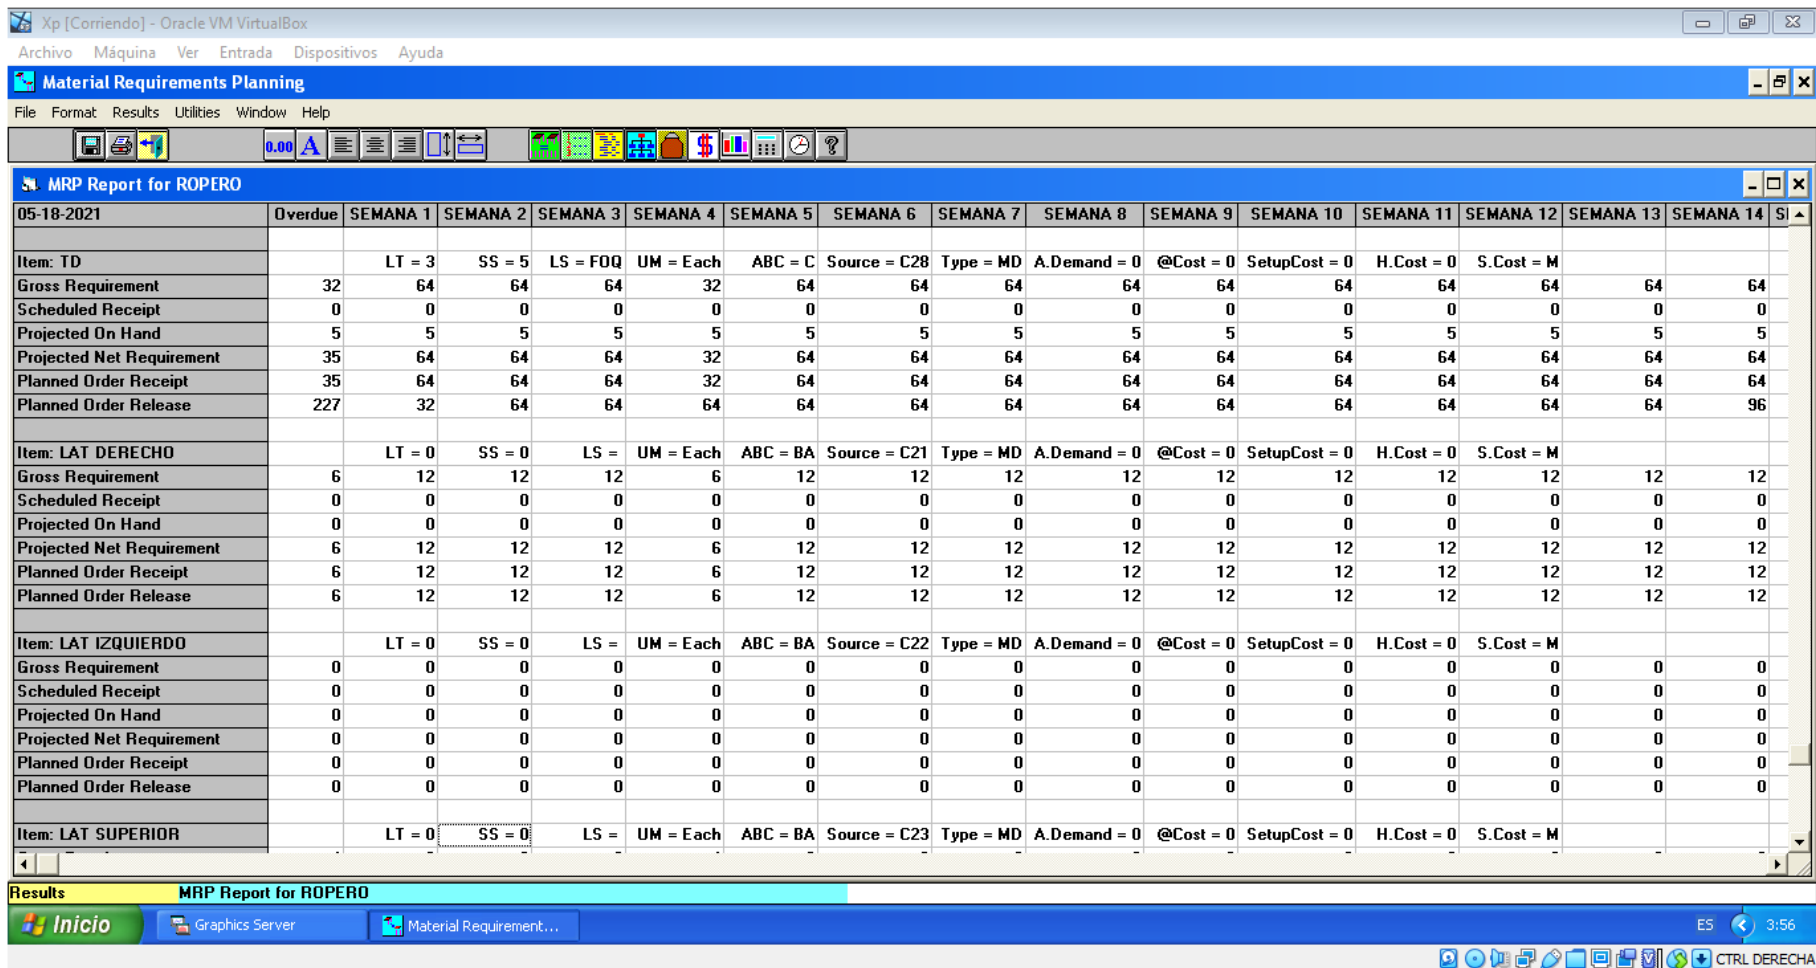 Xp [Corriendo] - Oracle VM VirtualBox
Archivo Máquina Ver Entrada Dispositivos Ayuda
Material Requirements Planning
File Format Results Utilities Window Help
0.00 A $ ?
MRP Report for ROPERO
05-18-2021 Overdue SEMANA 1 SEMANA 2 SEMANA 3 SEMANA 4 SEMANA 5 SEMANA 6 SEMANA 7 SEMANA 8 SEMANA 9 SEMANA 10 SEMANA 11 SEMANA 12 SEMANA 13 SEMANA 14
Item: TD LT = 3 SS = 5 LS = FOQ UM = Each ABC = C Source = C28 Type = MD A.Demand = 0 @Cost = 0 SetupCost = 0 H.Cost = 0 S.Cost = M
Gross Requirement 32 64 64 64 32 64 64 64 64 64 64 64 64 64 64
Scheduled Receipt 0 0 0 0 0 0 0 0 0 0 0 0 0 0 0
Projected On Hand 5 5 5 5 5 5 5 5 5 5 5 5 5 5 5
Projected Net Requirement 35 64 64 64 32 64 64 64 64 64 64 64 64 64 64
Planned Order Receipt 35 64 64 64 32 64 64 64 64 64 64 64 64 64 64
Planned Order Release 227 32 64 64 64 64 64 64 64 64 64 64 64 64 96
Item: LAT DERECHO LT = 0 SS = 0 LS = UM = Each ABC = BA Source = C21 Type = MD A.Demand = 0 @Cost = 0 SetupCost = 0 H.Cost = 0 S.Cost = M
Gross Requirement 6 12 12 12 6 12 12 12 12 12 12 12 12 12 12
Scheduled Receipt 0 0 0 0 0 0 0 0 0 0 0 0 0 0 0
Projected On Hand 0 0 0 0 0 0 0 0 0 0 0 0 0 0 0
Projected Net Requirement 6 12 12 12 6 12 12 12 12 12 12 12 12 12 12
Planned Order Receipt 6 12 12 12 6 12 12 12 12 12 12 12 12 12 12
Planned Order Release 6 12 12 12 6 12 12 12 12 12 12 12 12 12 12
Item: LAT IZQUIERDO LT = 0 SS = 0 LS = UM = Each ABC = BA Source = C22 Type = MD A.Demand = 0 @Cost = 0 SetupCost = 0 H.Cost = 0 S.Cost = M
Gross Requirement 0 0 0 0 0 0 0 0 0 0 0 0 0 0 0
Scheduled Receipt 0 0 0 0 0 0 0 0 0 0 0 0 0 0 0
Projected On Hand 0 0 0 0 0 0 0 0 0 0 0 0 0 0 0
Projected Net Requirement 0 0 0 0 0 0 0 0 0 0 0 0 0 0 0
Planned Order Receipt 0 0 0 0 0 0 0 0 0 0 0 0 0 0 0
Planned Order Release 0 0 0 0 0 0 0 0 0 0 0 0 0 0 0
Item: LAT SUPERIOR LT = 0 SS = 0 LS = UM = Each ABC = BA Source = C23 Type = MD A.Demand = 0 @Cost = 0 SetupCost = 0 H.Cost = 0 S.Cost = M
Results MRP Report for ROPERO
Inicio Graphics Server Material Requirement... ES 3:56
CTRL DERECHA